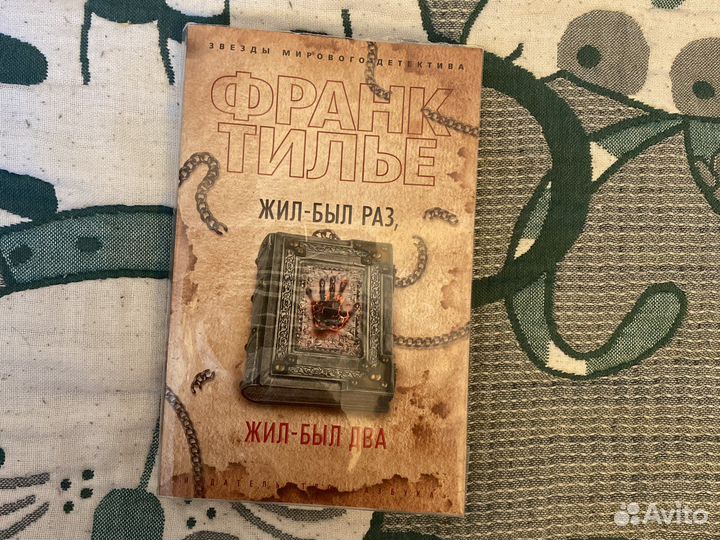 ЗВЕЗДЫ МИРОВОГО ДЕТЕКТИВА
ФРАНК
ТИЛЬЕ
ЖИЛ-БЫЛ РАЗ,
ЖИЛ-БЫЛ ДВА
Avito